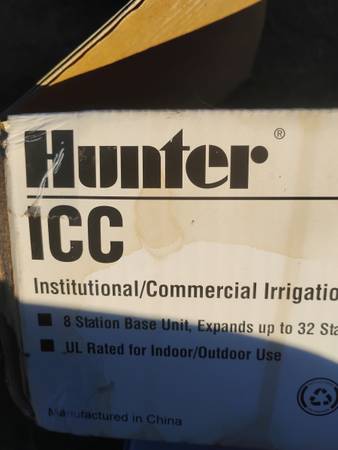 Hunter®
ICC
Institutional/Commercial Irrigatio
■ 8 Station Base Unit, Expands up to 32 Sta
■ UL Rated for Indoor/Outdoor Use
Manufactured in China